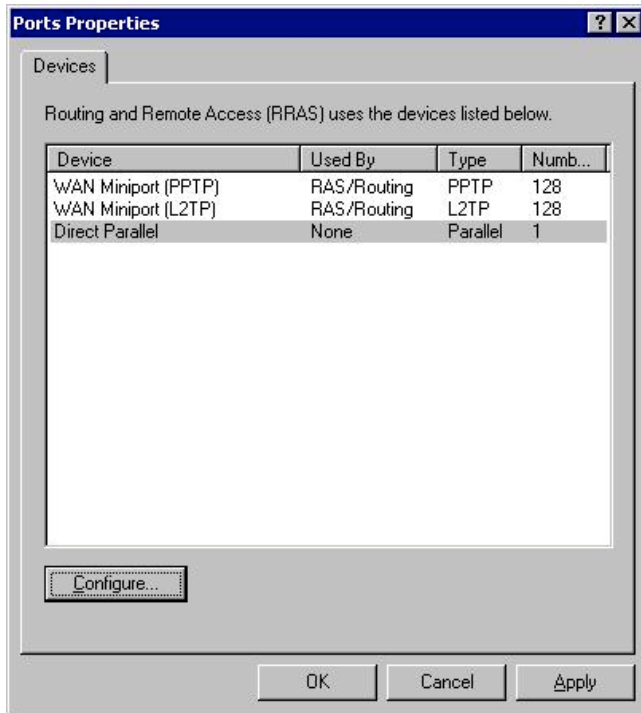 Ports Properties
Devices
Routing and Remote Access (RRAS) uses the devices listed below.
Device Used By Type Numb...
WAN Miniport (PPTP) RAS/Routing PPTP 128
WAN Miniport (L2TP) RAS/Routing L2TP 128
Direct Parallel None Parallel 1
Configure...
OK Cancel Apply